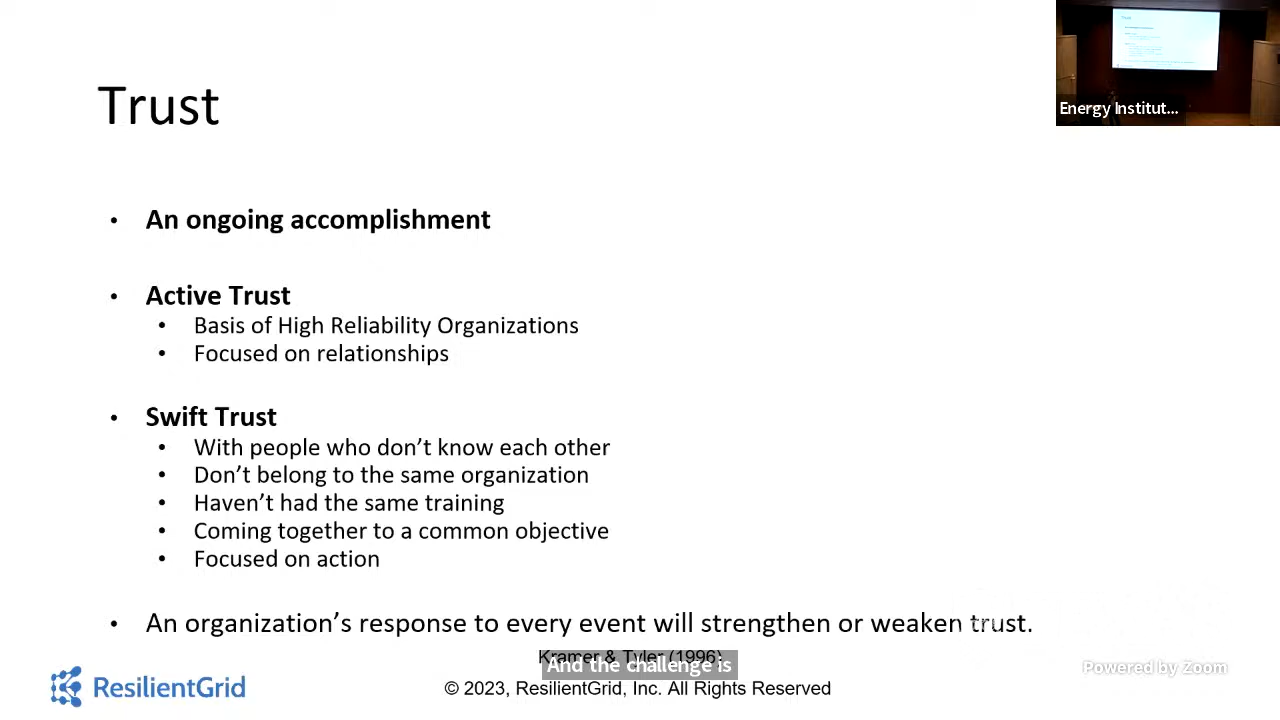 Trust
Energy Institut...
• An ongoing accomplishment
• Active Trust
• Basis of High Reliability Organizations
• Focused on relationships
• Swift Trust
• With people who don't know each other
• Don't belong to the same organization
• Haven't had the same training
• Coming together to a common objective
• Focused on action
• An organization's response to every event will strengthen or weaken trust.
Kramer & Tyler (1996)
And the challenge is
ResilientGrid
© 2023, ResilientGrid, Inc. All Rights Reserved
Powered by Zoom